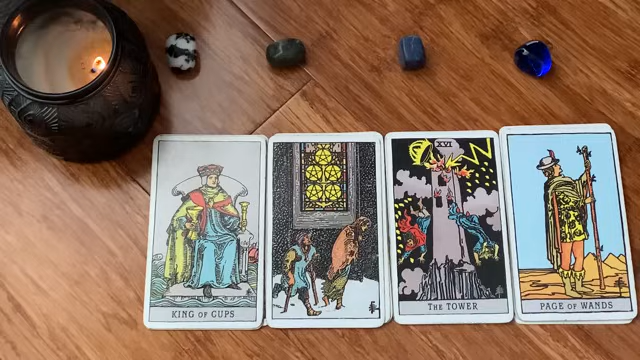 KING OF CUPS
XVI
THE TOWER
PAGE OF WANDS